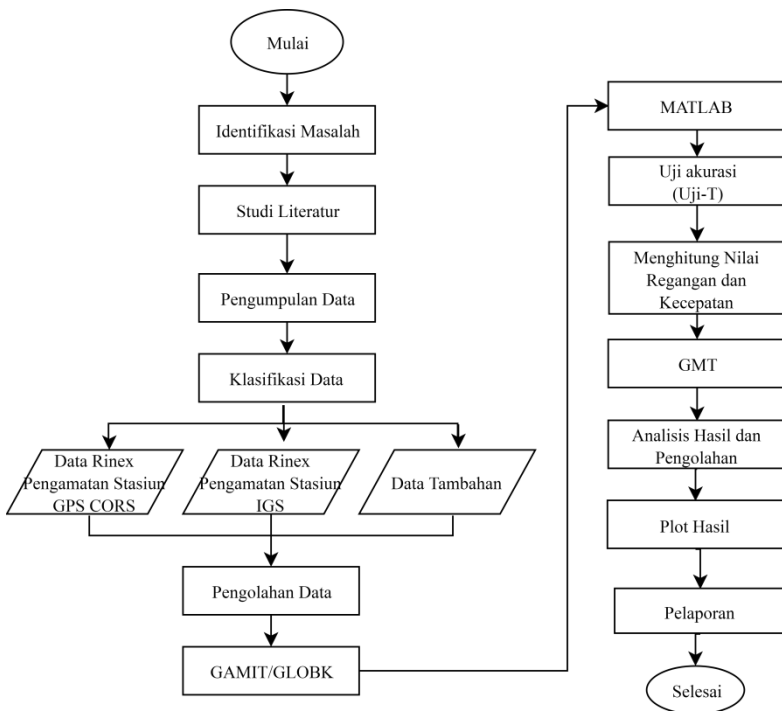 Mulai
Identifikasi Masalah
Studi Literatur
Pengumpulan Data
Klasifikasi Data
Data Rinex
Pengamatan Stasiun
GPS CORS
Data Rinex
Pengamatan Stasiun
IGS
Data Tambahan
Pengolahan Data
GAMIT/GLOBK
MATLAB
Uji akurasi
(Uji-T)
Menghitung Nilai
Regangan dan
Kecepatan
GMT
Analisis Hasil dan
Pengolahan
Plot Hasil
Pelaporan
Selesai